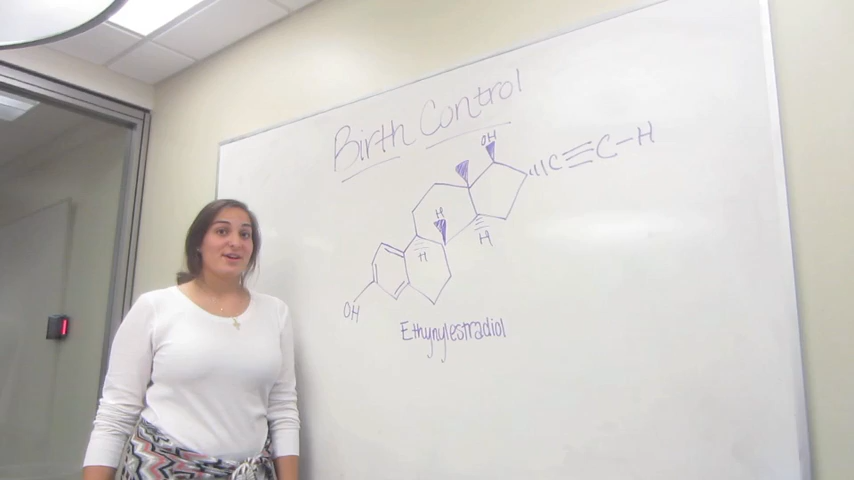 Birth Control
OH
C≡C-H
H
H
H
OH
Ethynylestradiol